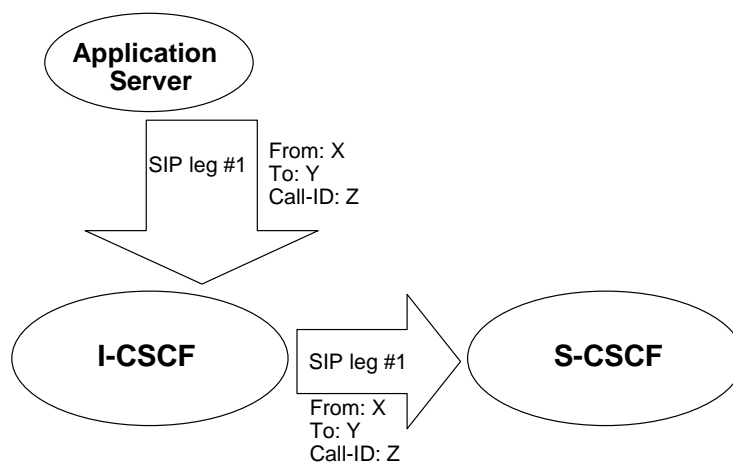 Application
Server
SIP leg #1
From: X
To: Y
Call-ID: Z
I-CSCF
SIP leg #1
S-CSCF
From: X
To: Y
Call-ID: Z